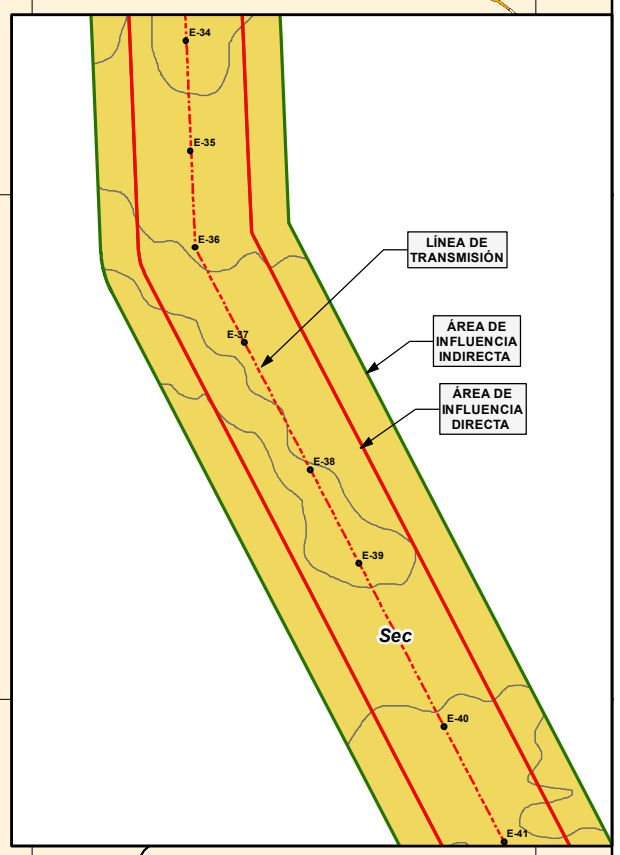 E-34
E-35
E-36
LÍNEA DE
TRANSMISIÓN
E-37
ÁREA DE
INFLUENCIA
INDIRECTA
ÁREA DE
INFLUENCIA
DIRECTA
E-38
E-39
Sec
E-40
E-41